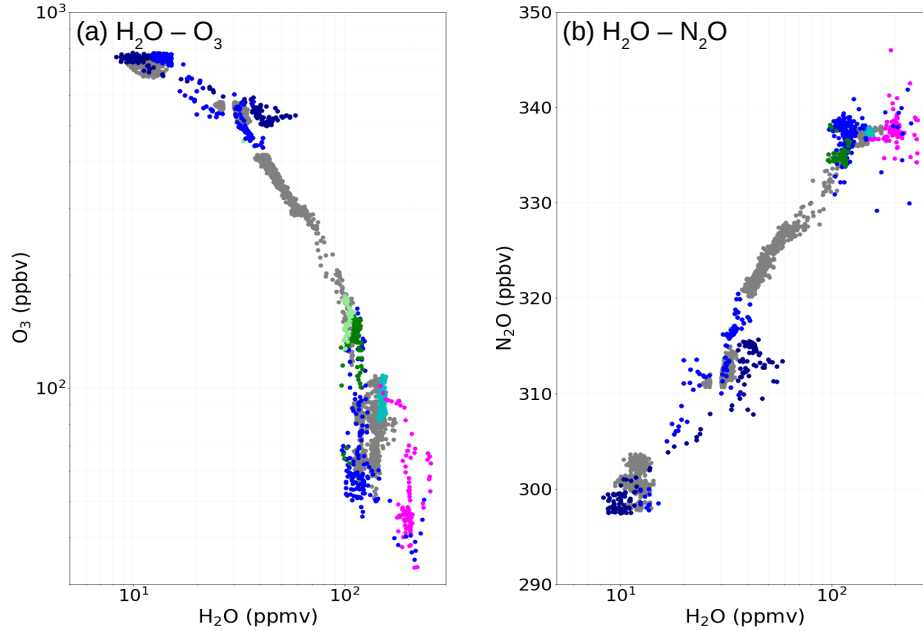 (a) H₂O – O₃
(b) H₂O – N₂O
10³
10²
O₃ (ppbv)
10¹
10²
H₂O (ppmv)
350
340
330
320
310
300
290
N₂O (ppbv)
10¹
10²
H₂O (ppmv)